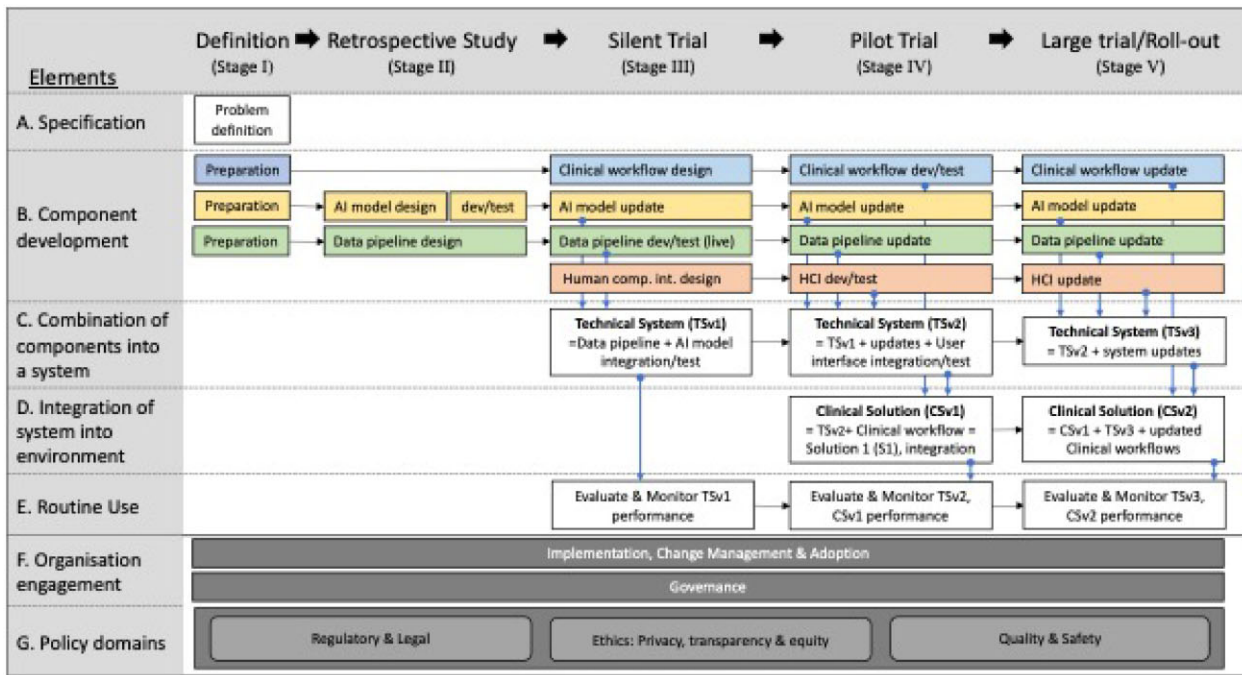 Elements
Definition
(Stage I)
Retrospective Study
(Stage II)
Silent Trial
(Stage III)
Pilot Trial
(Stage IV)
Large trial/Roll-out
(Stage V)
A. Specification
Problem
definition
B. Component
development
Preparation
Clinical workflow design
Clinical workflow dev/test
Clinical workflow update
Preparation
AI model design
dev/test
AI model update
AI model update
AI model update
Preparation
Data pipeline design
Data pipeline dev/test (live)
Data pipeline update
Data pipeline update
Human comp. int. design
HCI dev/test
HCI update
C. Combination of
components into
a system
Technical System (TSv1)
=Data pipeline + AI model
integration/test
Technical System (TSv2)
= TSv1 + updates + User
interface integration/test
Technical System (TSv3)
= TSv2 + system updates
D. Integration of
system into
environment
Clinical Solution (CSv1)
= TSv2+ Clinical workflow =
Solution 1 (S1), integration
Clinical Solution (CSv2)
= CSv1 + TSv3 + updated
Clinical workflows
E. Routine Use
Evaluate & Monitor TSv1
performance
Evaluate & Monitor TSv2,
CSv1 performance
Evaluate & Monitor TSv3,
CSv2 performance
F. Organisation
engagement
Implementation, Change Management & Adoption
Governance
G. Policy domains
Regulatory & Legal
Ethics: Privacy, transparency & equity
Quality & Safety